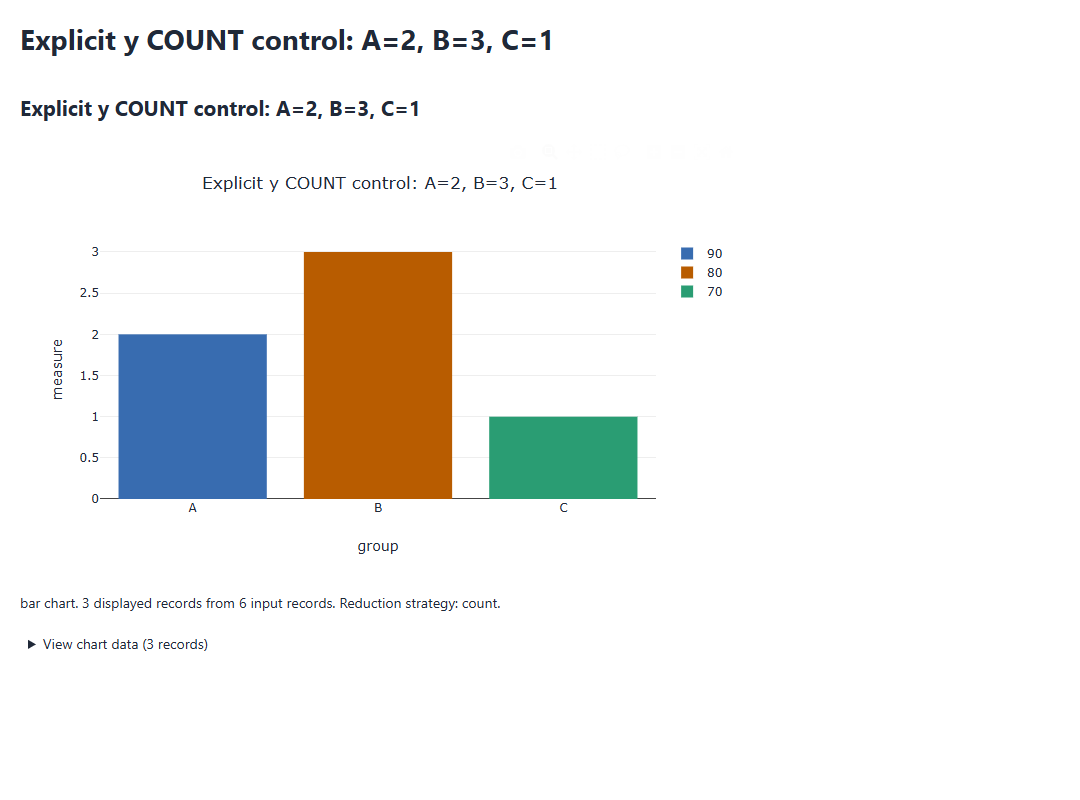 Explicit y COUNT control: A=2, B=3, C=1
Explicit y COUNT control: A=2, B=3, C=1
Explicit y COUNT control: A=2, B=3, C=1
3
2.5
2
1.5
1
0.5
0
measure
A B C
group
90
80
70
bar chart. 3 displayed records from 6 input records. Reduction strategy: count.
▶ View chart data (3 records)